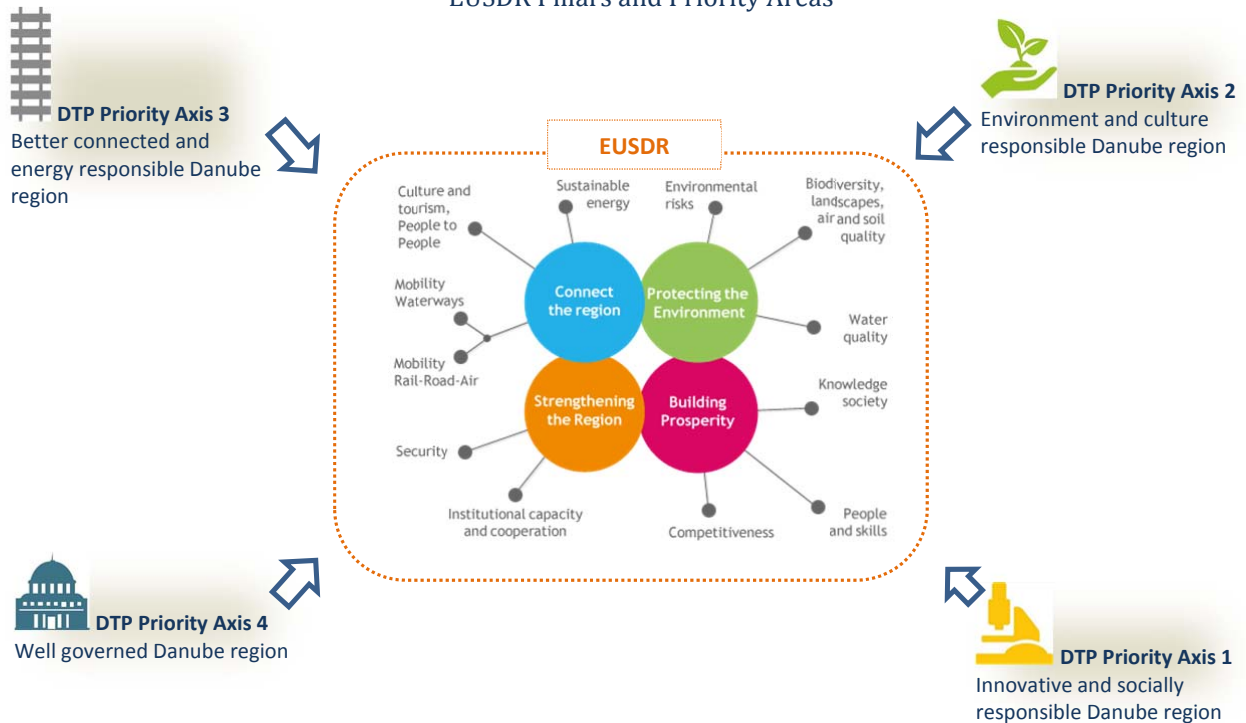 EUSDR Pillars and Priority Areas
DTP Priority Axis 3
Better connected and
energy responsible Danube
region
DTP Priority Axis 2
Environment and culture
responsible Danube region
EUSDR
Culture and
tourism,
People to
People
Sustainable
energy
Environmental
risks
Biodiversity,
landscapes,
air and soil
quality
Mobility
Waterways
Mobility
Rail-Road-Air
Connect
the region
Protecting the
Environment
Water
quality
Strengthening
the Region
Building
Prosperity
Knowledge
society
Security
Institutional capacity
and cooperation
Competitiveness
People
and skills
DTP Priority Axis 4
Well governed Danube region
DTP Priority Axis 1
Innovative and socially
responsible Danube region